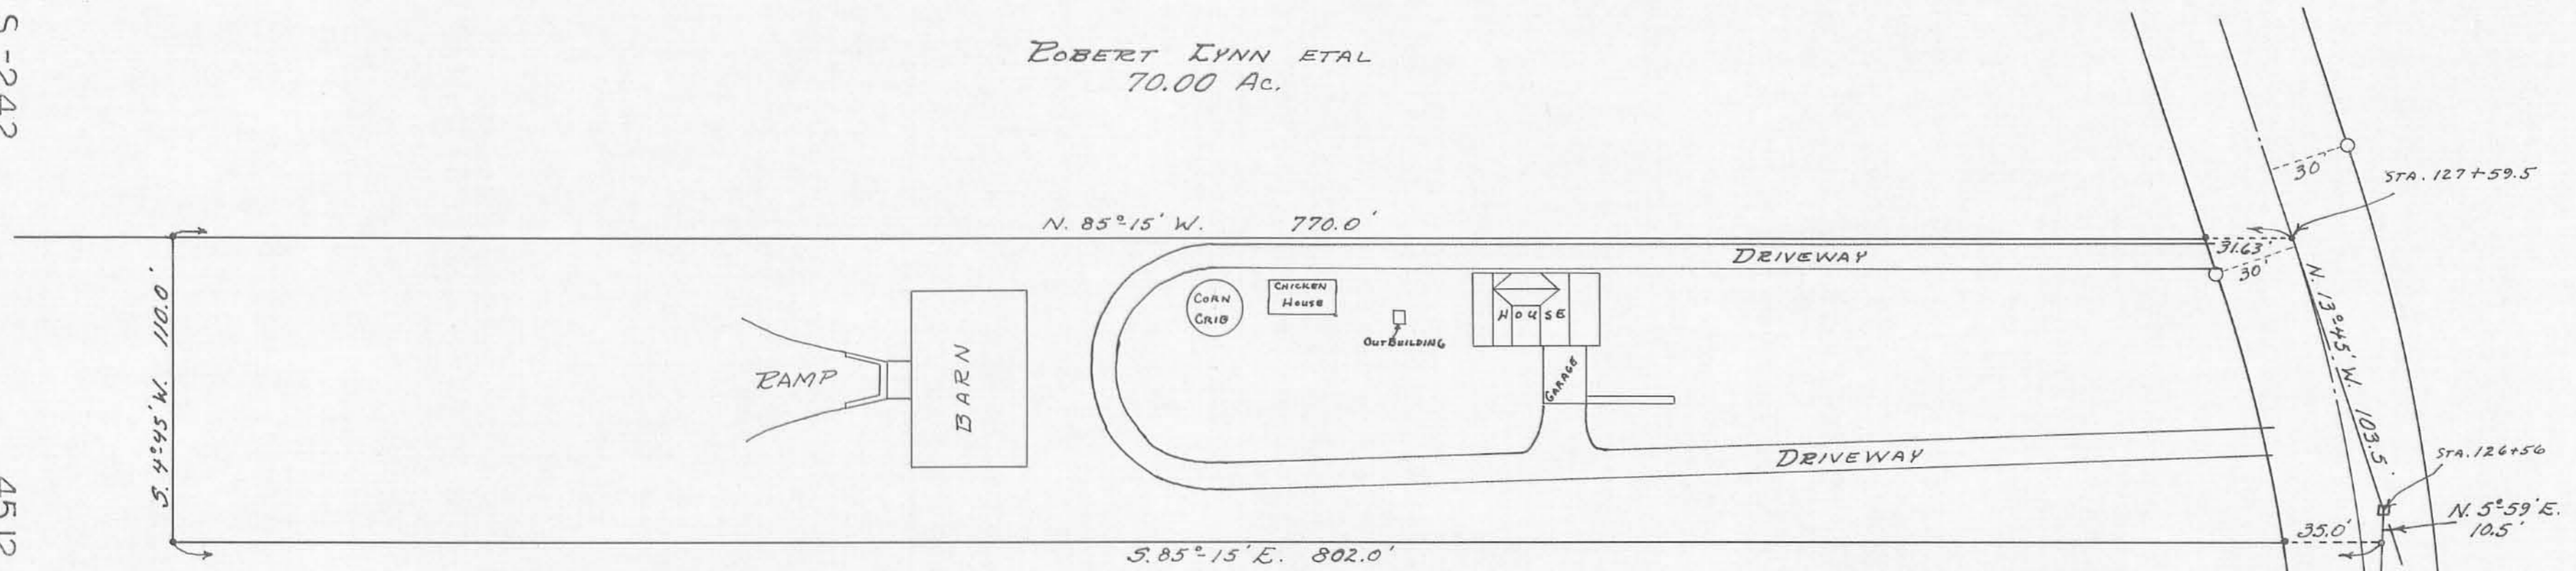 S-242
4512
ROBERT LYNN ETAL
70.00 Ac.
N. 85°-15' W. 770.0'
S. 4°-45' W. 110.0'
S. 85°-15' E. 802.0'
RAMP
BARN
CORN
CRIB
CHICKEN
HOUSE
OUTBUILDING
HOUSE
GARAGE
DRIVEWAY
DRIVEWAY
30'
STA. 127+59.5
31.63'
30'
N. 13°-45' W. 103.5'
STA. 126+56
N. 5°-59' E.
10.5'
35.0'